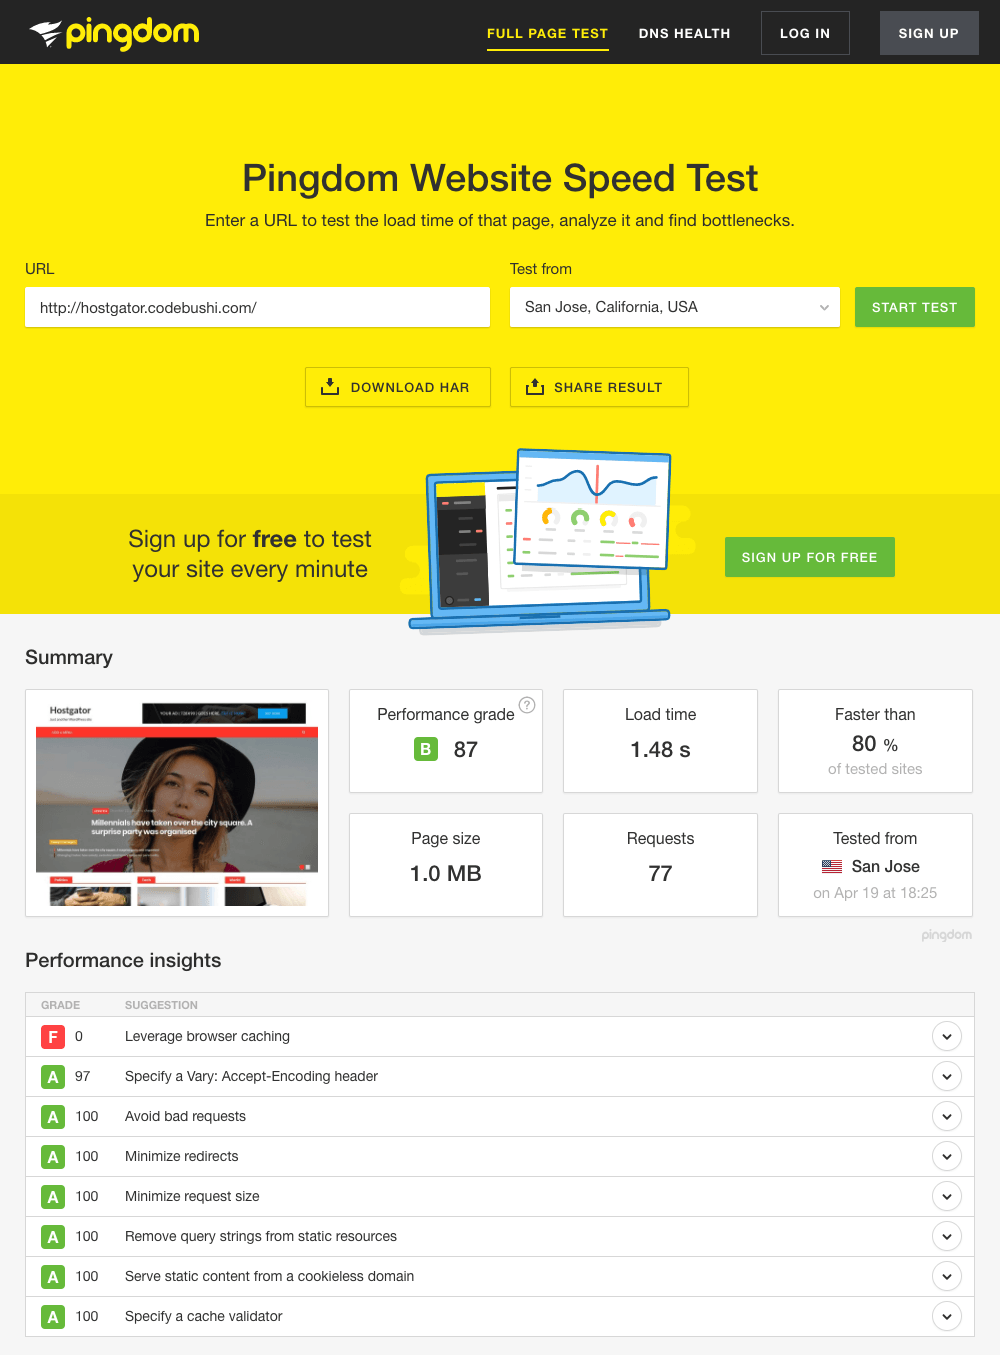 pingdom
FULL PAGE TEST
DNS HEALTH
LOG IN
SIGN UP
Pingdom Website Speed Test
Enter a URL to test the load time of that page, analyze it and find bottlenecks.
URL
Test from
http://hostgator.codebushi.com/
San Jose, California, USA
START TEST
DOWNLOAD HAR
SHARE RESULT
Sign up for free to test
your site every minute
SIGN UP FOR FREE
Summary
Hostgator
Millennials have taken over the city square. A
surprise party was organised
Performance grade
?
B 87
Load time
1.48 s
Faster than
80 %
of tested sites
Page size
1.0 MB
Requests
77
Tested from
San Jose
on Apr 19 at 18:25
pingdom
Performance insights
GRADE SUGGESTION
F 0 Leverage browser caching
A 97 Specify a Vary: Accept-Encoding header
A 100 Avoid bad requests
A 100 Minimize redirects
A 100 Minimize request size
A 100 Remove query strings from static resources
A 100 Serve static content from a cookieless domain
A 100 Specify a cache validator